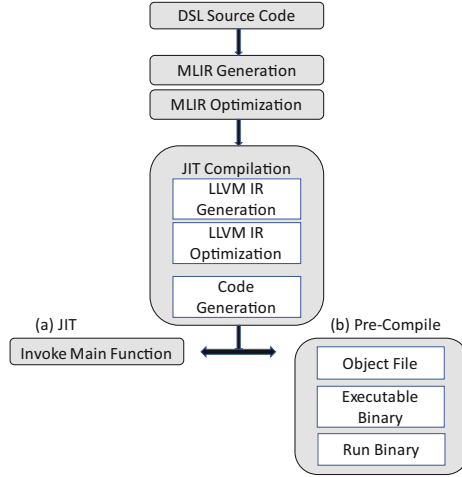 DSL Source Code
MLIR Generation
MLIR Optimization
JIT Compilation
LLVM IR
Generation
LLVM IR
Optimization
Code
Generation
(a) JIT
Invoke Main Function
(b) Pre-Compile
Object File
Executable
Binary
Run Binary